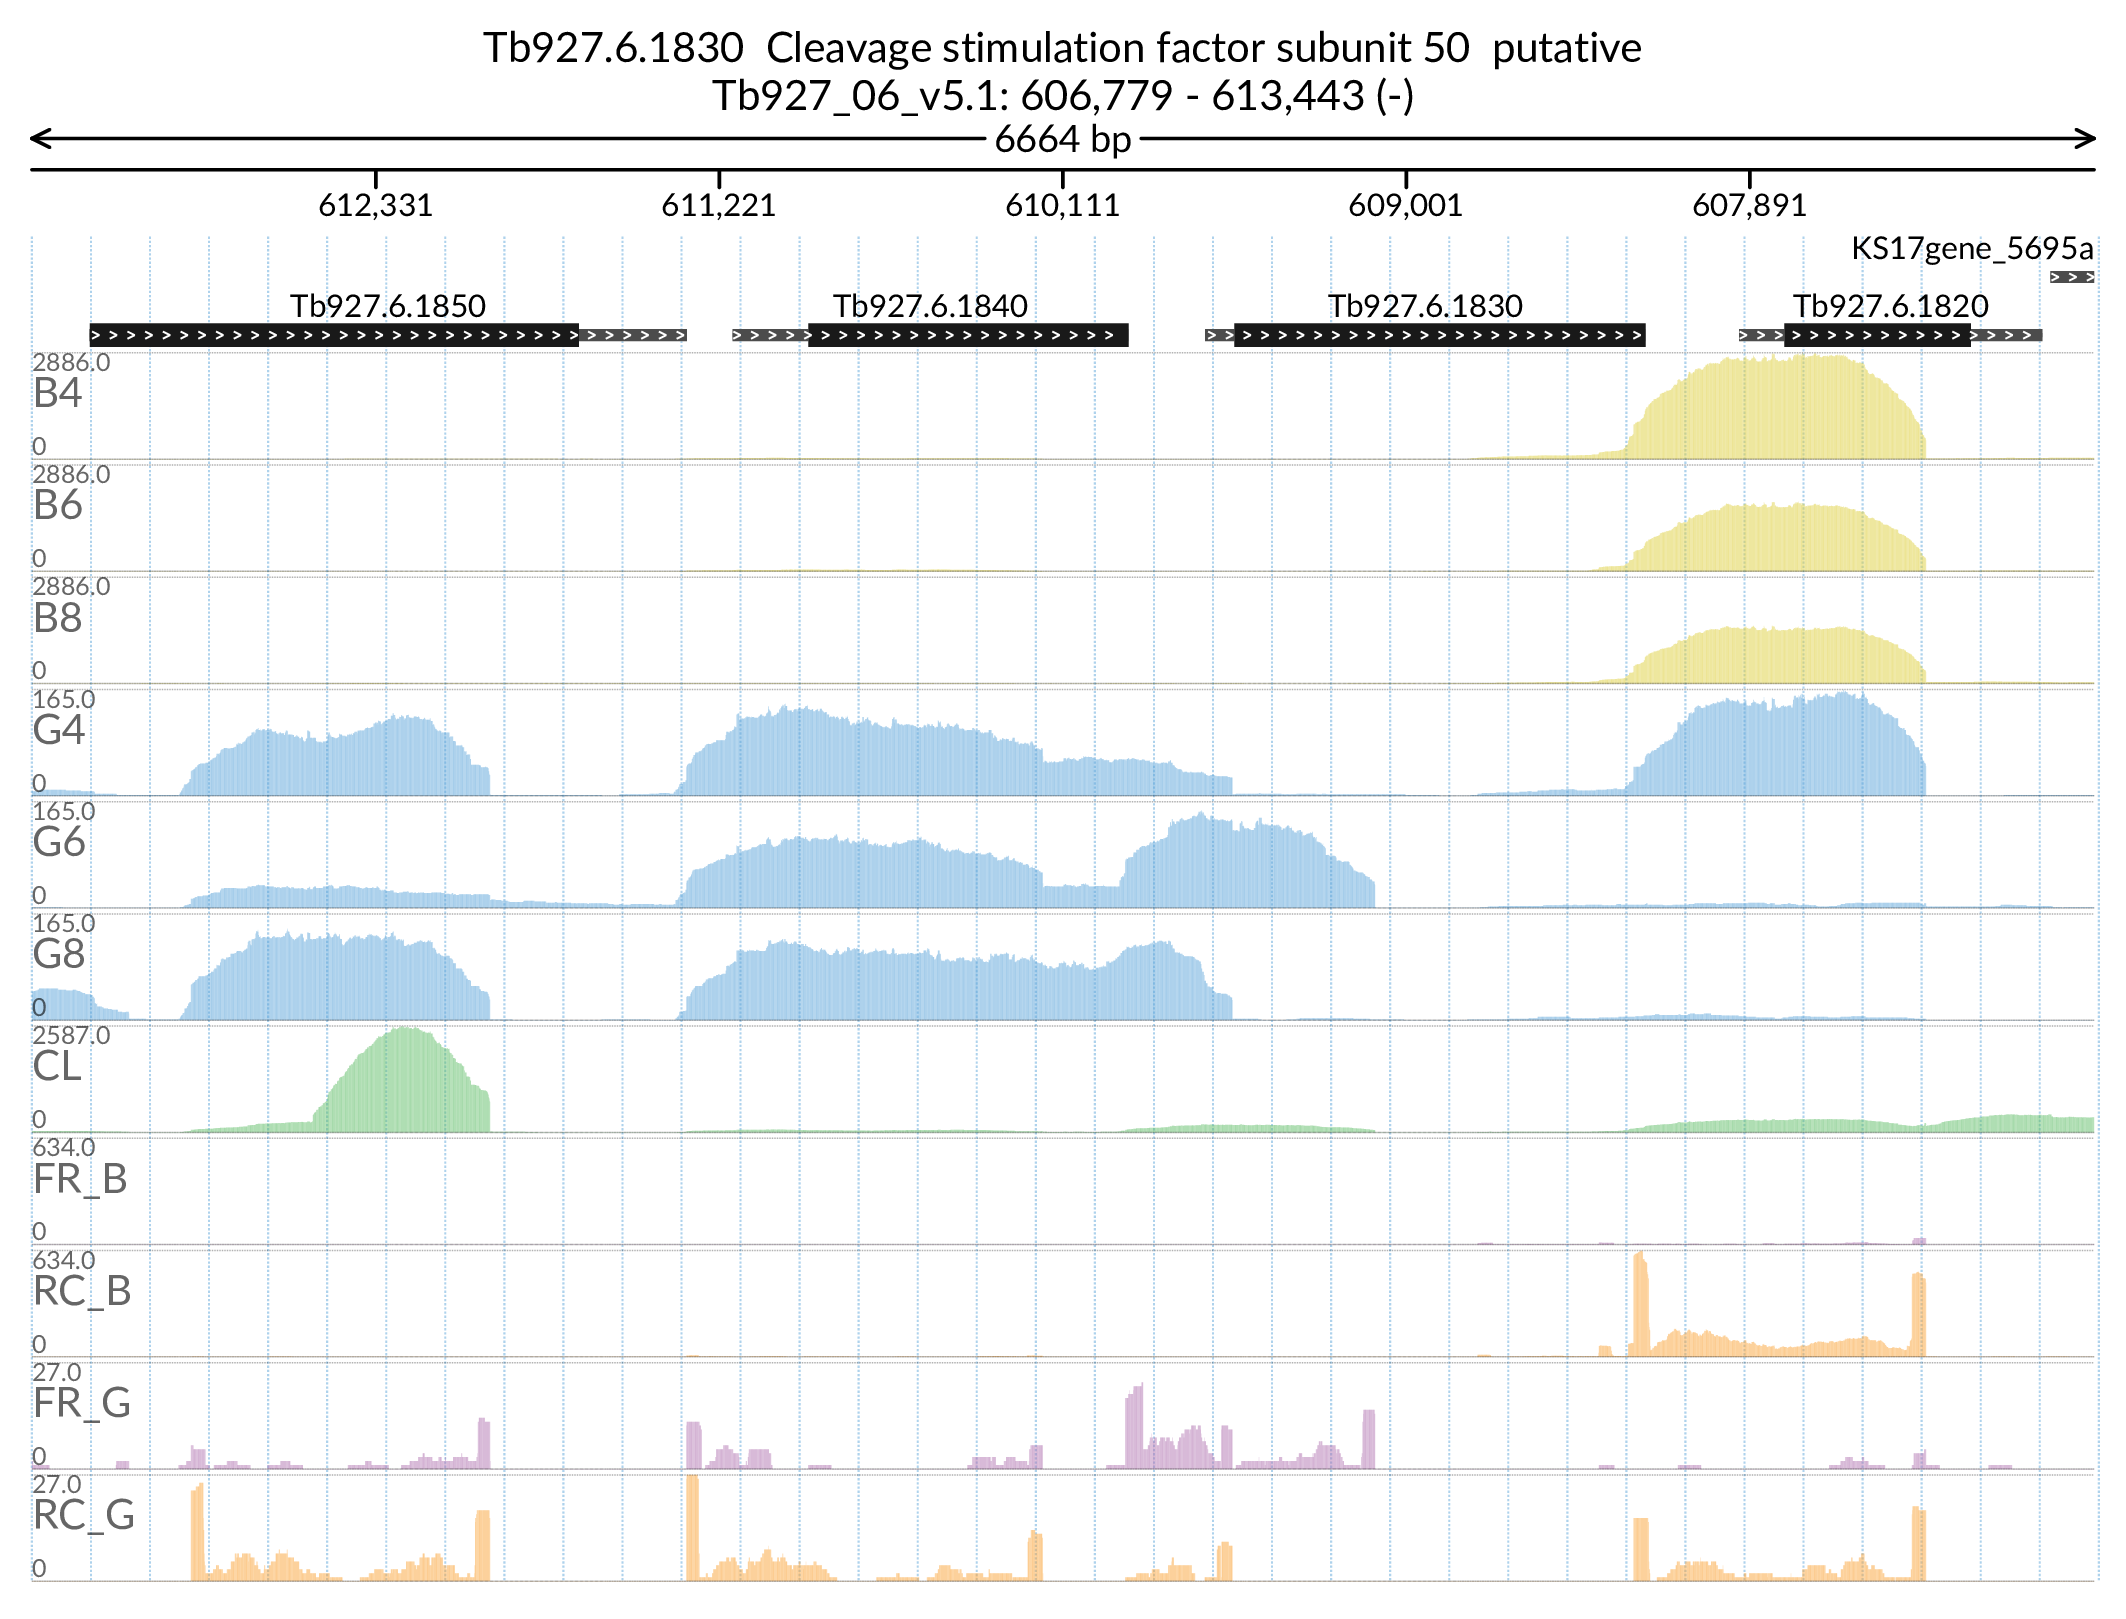 Tb927.6.1830  Cleavage stimulation factor subunit 50  putative
Tb927_06_v5.1: 606,779 - 613,443 (-)
6664 bp
612,331 611,221 610,111 609,001 607,891
KS17gene_5695a
Tb927.6.1850 Tb927.6.1840 Tb927.6.1830 Tb927.6.1820
2886.0
B4
0
2886.0
B6
0
2886.0
B8
0
165.0
G4
0
165.0
G6
0
165.0
G8
0
2587.0
CL
0
634.0
FR_B
0
634.0
RC_B
0
27.0
FR_G
0
27.0
RC_G
0